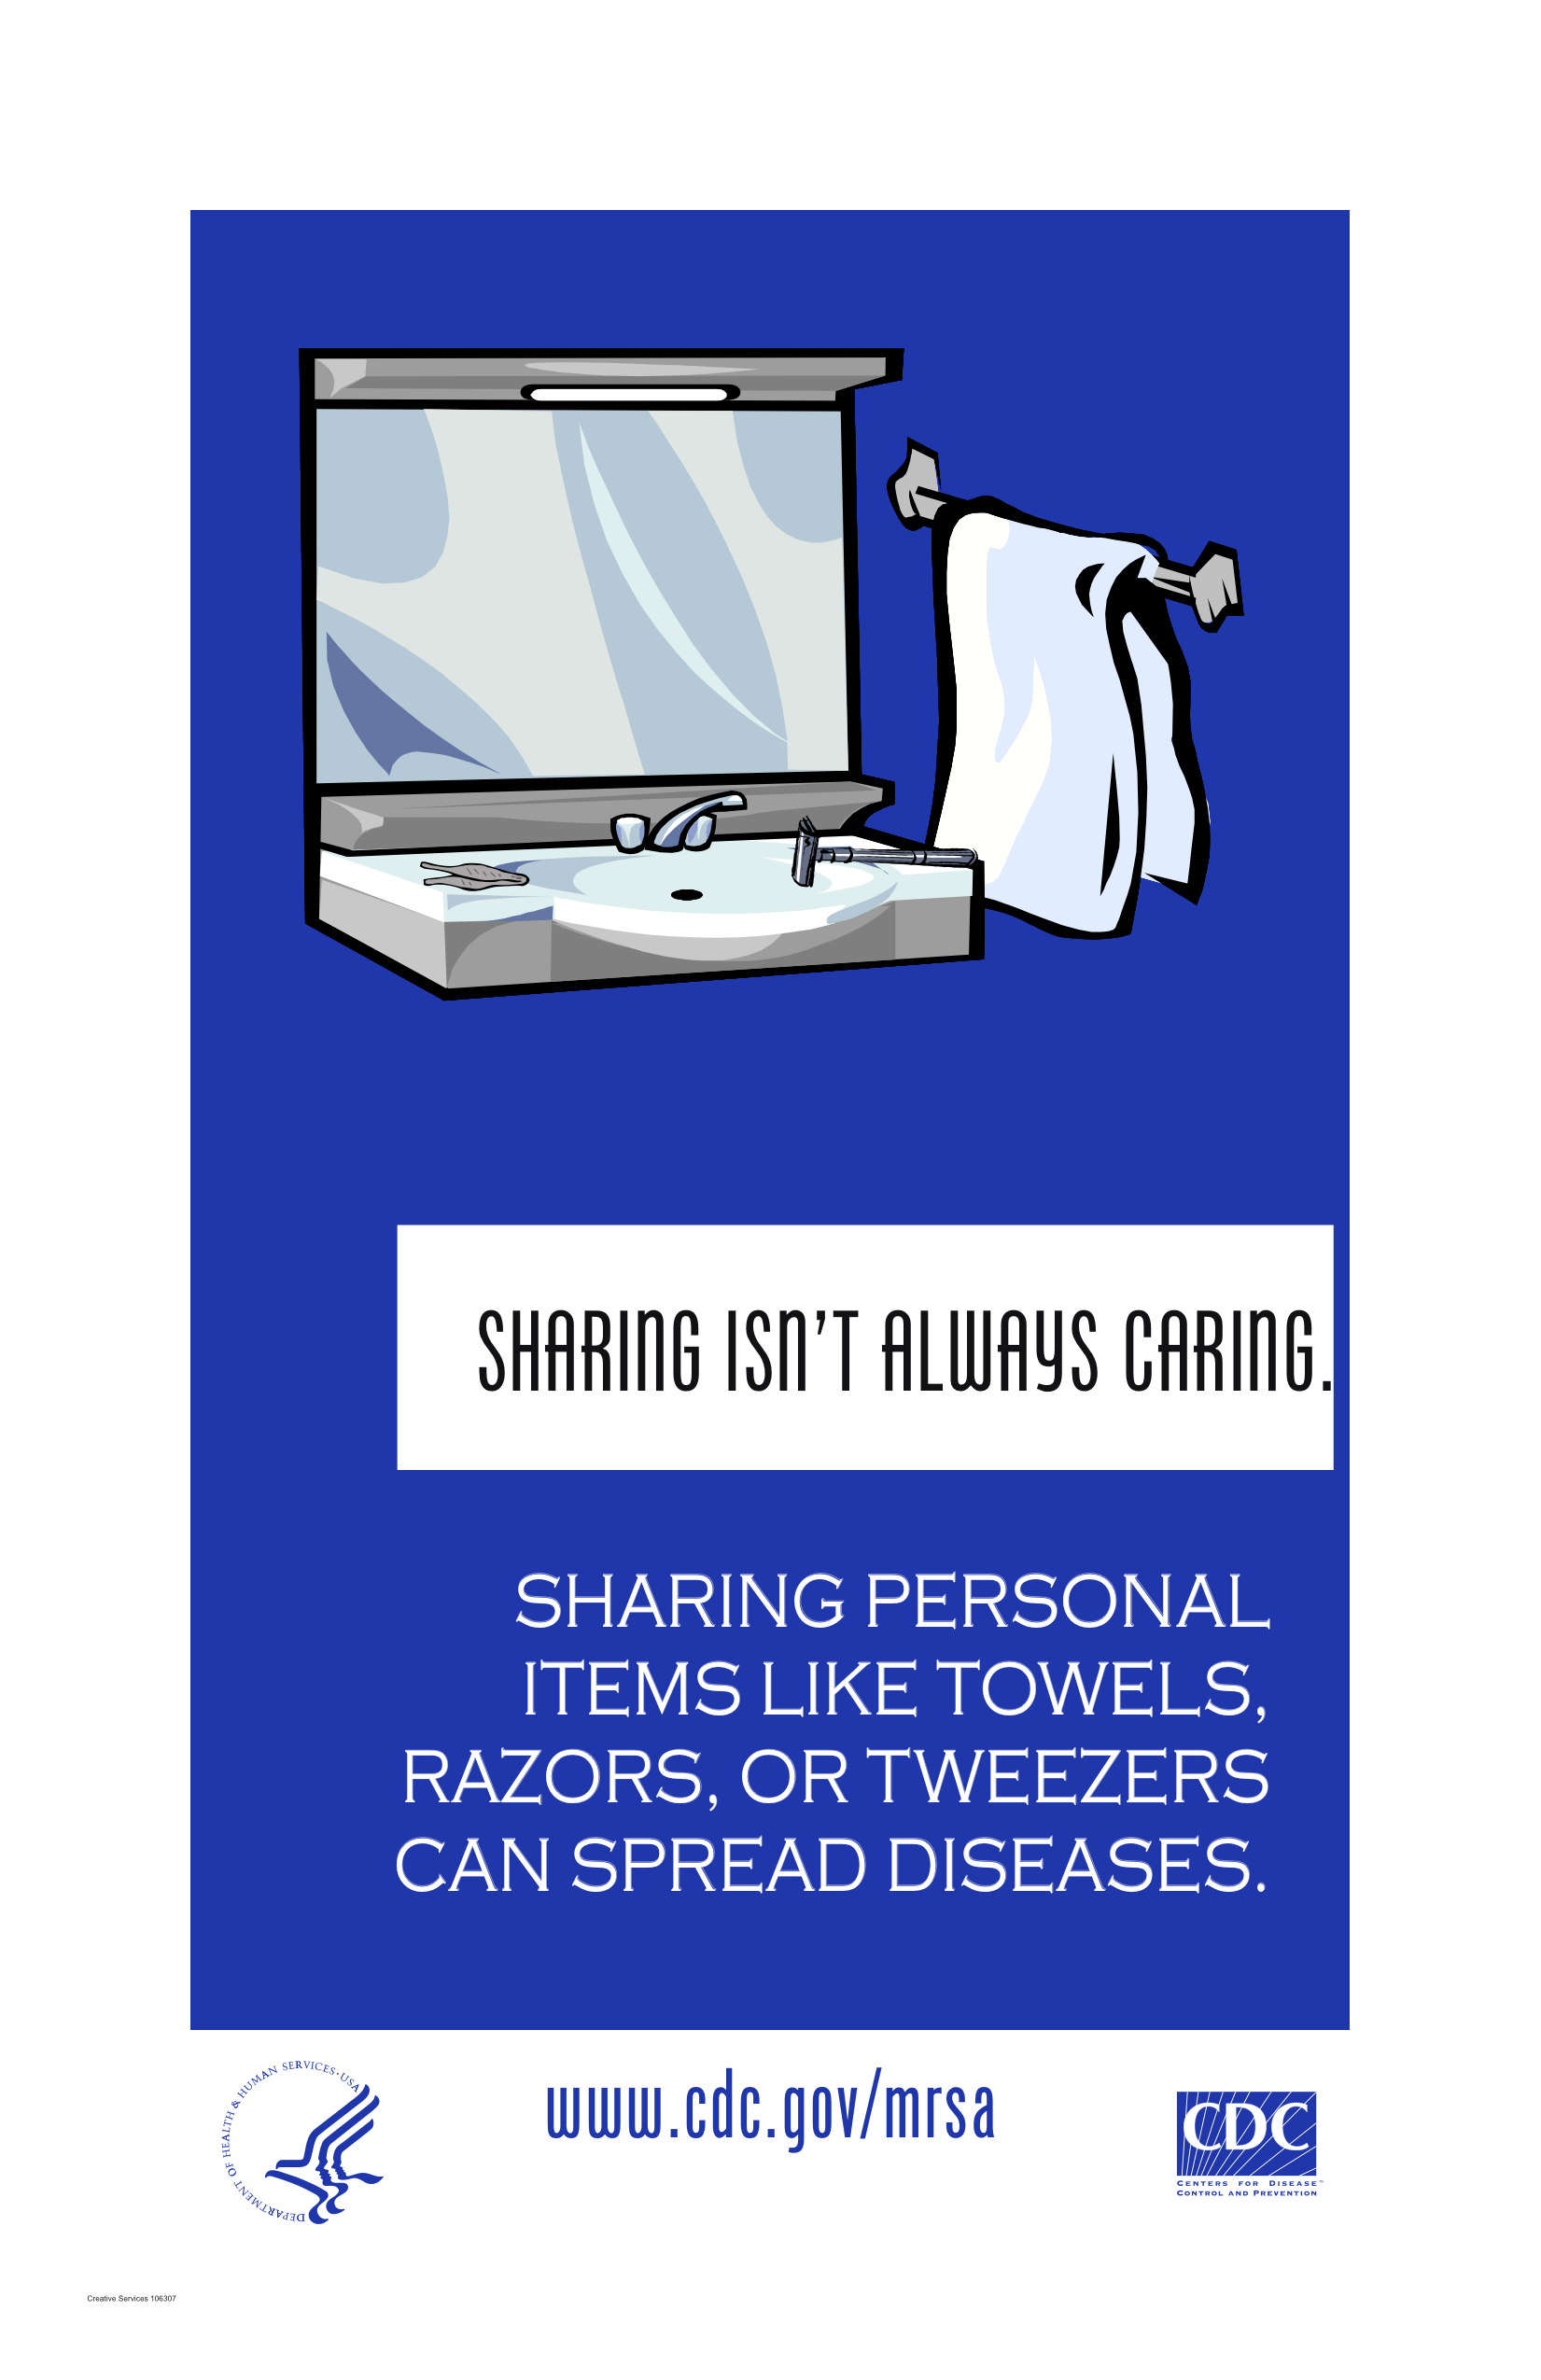 SHARING ISN'T ALWAYS CARING.
SHARING PERSONAL
ITEMS LIKE TOWELS,
RAZORS, OR TWEEZERS
CAN SPREAD DISEASES.
DEPARTMENT OF HEALTH & HUMAN SERVICES·USA
www.cdc.gov/mrsa
CDC
CENTERS FOR DISEASE™
CONTROL AND PREVENTION
Creative Services 106307